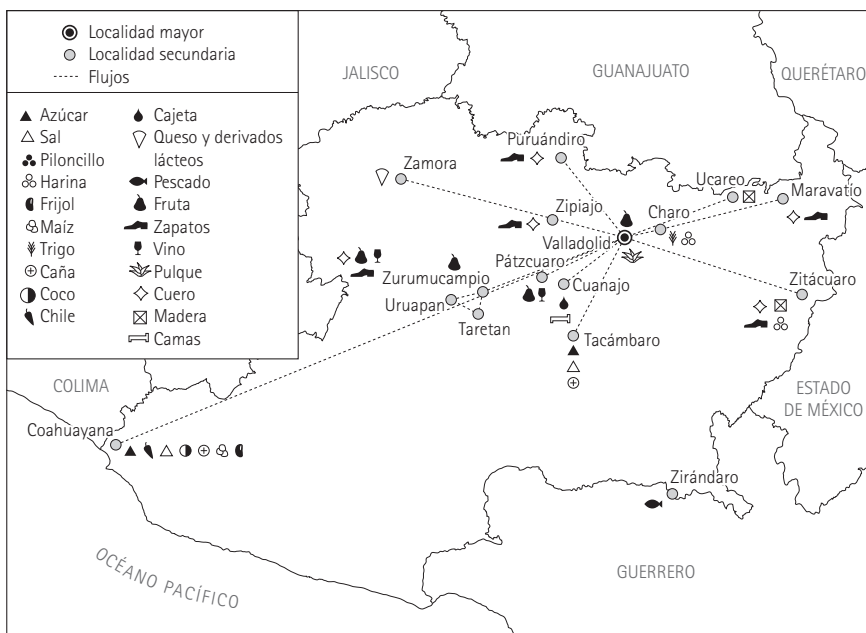 Localidad mayor
Localidad secundaria
Flujos
Azúcar
Sal
Piloncillo
Harina
Frijol
Maíz
Trigo
Caña
Coco
Chile
Cajeta
Queso y derivados
lácteos
Pescado
Fruta
Zapatos
Vino
Pulque
Cuero
Madera
Camas
JALISCO
GUANAJUATO
QUERÉTARO
Puruándiro
Zamora
Ucareo
Maravatío
Zipiajo
Charo
Valladolid
Pátzcuaro
Zurumucampio
Cuanajo
Zitácuaro
Uruapan
Taretan
Tacámbaro
COLIMA
ESTADO
DE MÉXICO
Coahuayana
Zirándaro
OCÉANO PACÍFICO
GUERRERO